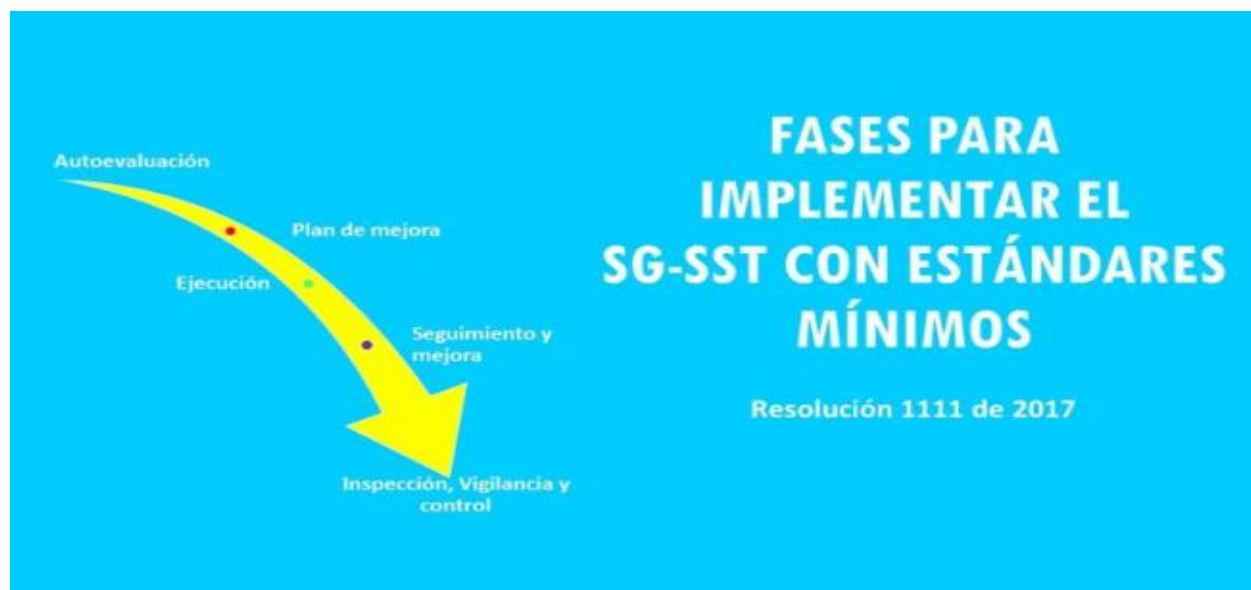 Autoevaluación
Plan de mejora
Ejecución
Seguimiento y
mejora
Inspección, Vigilancia y
control
FASES PARA
IMPLEMENTAR EL
SG-SST CON ESTÁNDARES
MÍNIMOS
Resolución 1111 de 2017